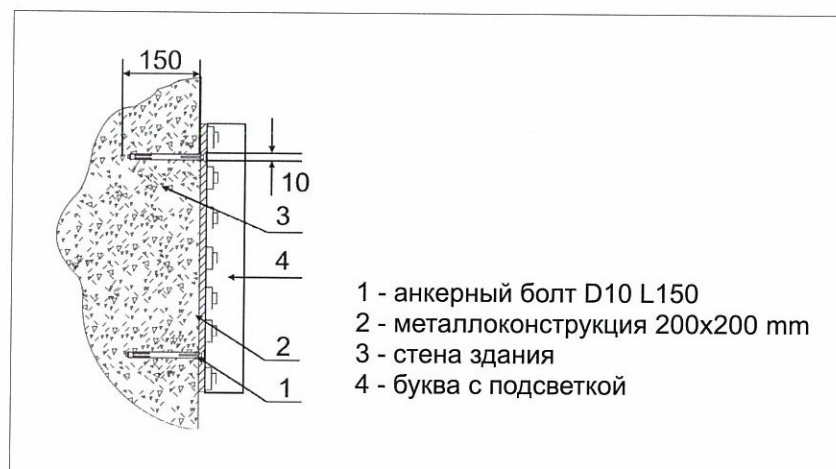 150
10
3
4
2
1
1 - анкерный болт D10 L150
2 - металлоконструкция 200x200 mm
3 - стена здания
4 - буква с подсветкой